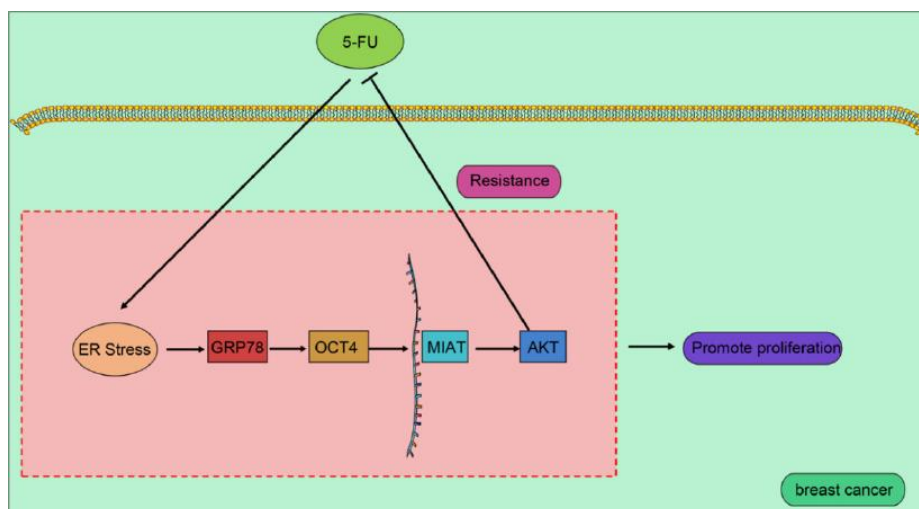 5-FU
Resistance
ER Stress
GRP78
OCT4
MIAT
AKT
Promote proliferation
breast cancer